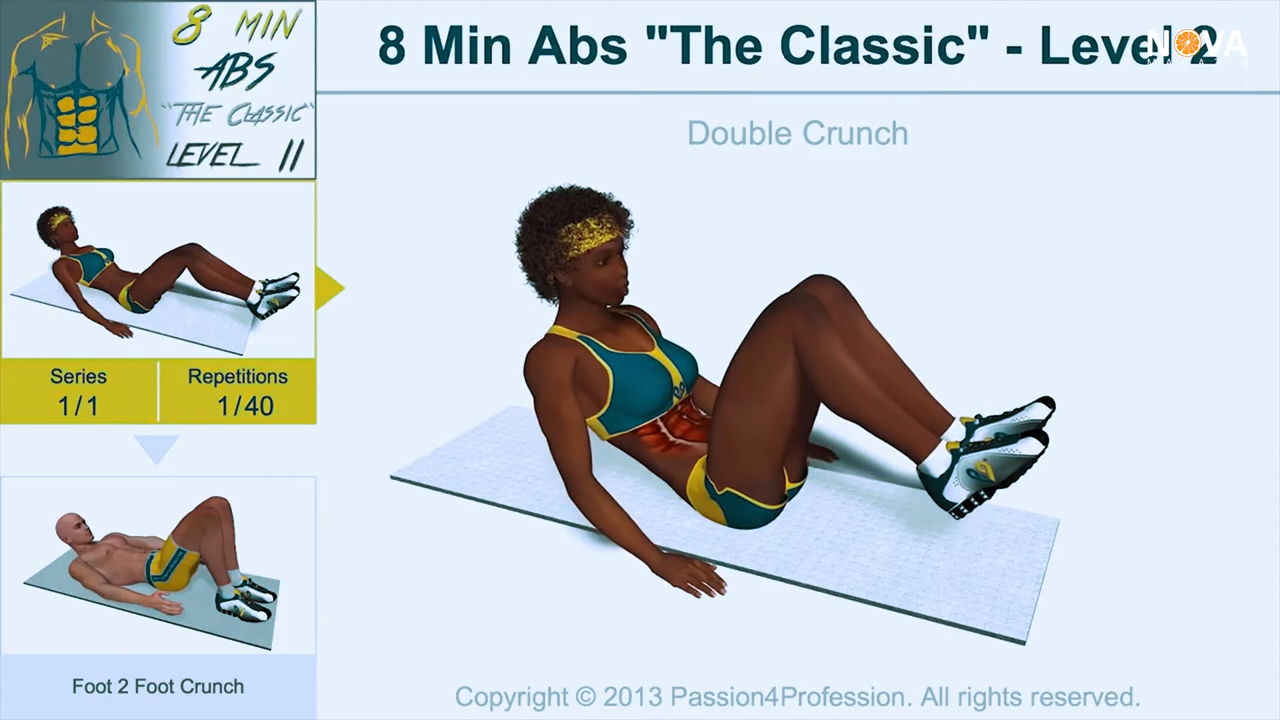 8 MIN
ABS
"THE CLASSIC"
LEVEL II
8 Min Abs "The Classic" - Level 2
NOVA
Double Crunch
Series
1/1
Repetitions
1/40
Foot 2 Foot Crunch
Copyright © 2013 Passion4Profession. All rights reserved.